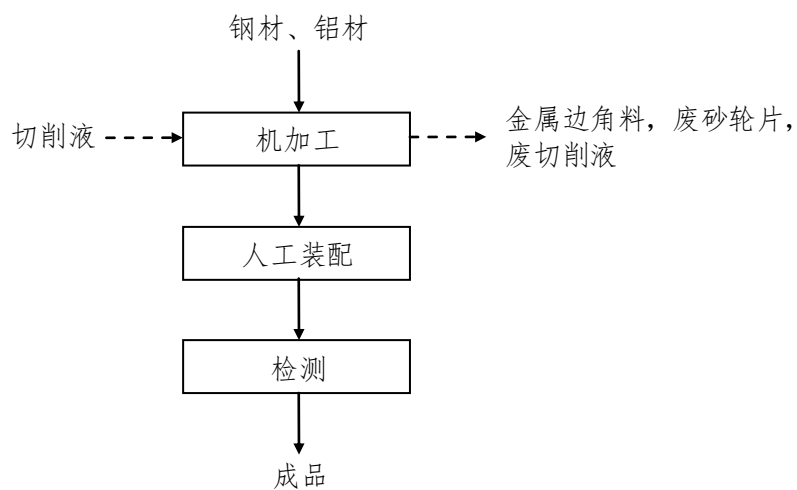 钢材、铝材
切削液
机加工
金属边角料，废砂轮片，
废切削液
人工装配
检测
成品